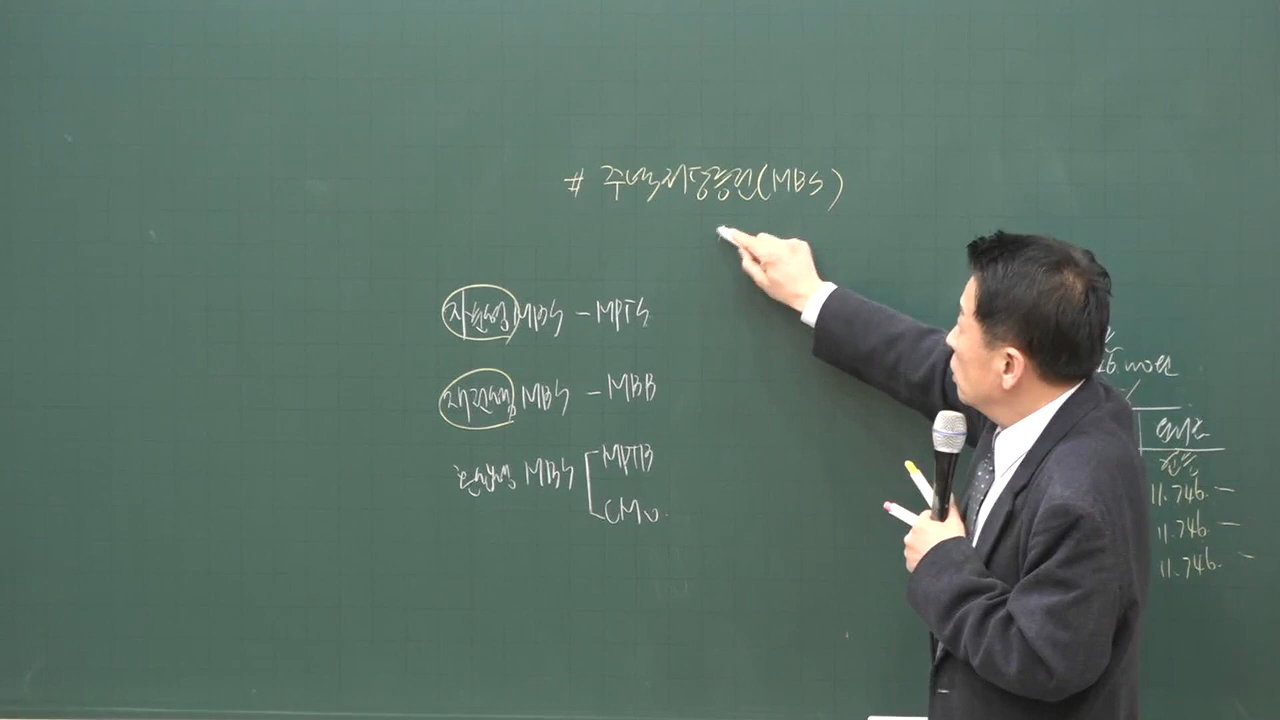 # 주택저당증권(MBS)
지분형 MBS - MPTS
채권형 MBS - MBB
혼합형 MBS [ MPTB
CMO.
11.746. -
11.746. -
11.746. -